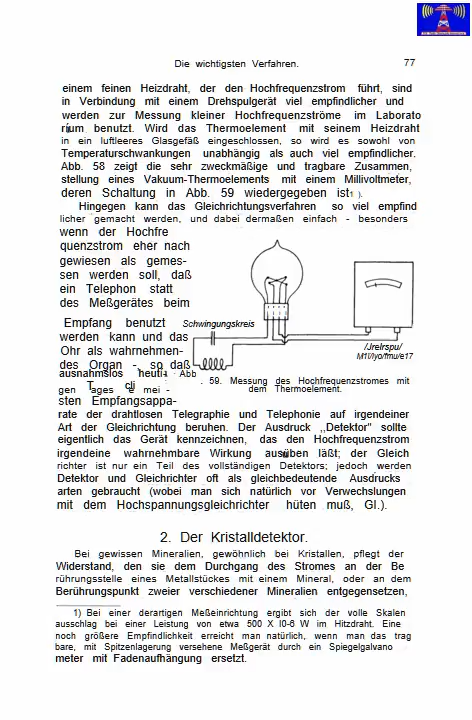 Die wichtigsten Verfahren. 77
einem feinen Heizdraht, der den Hochfrequenzstrom führt, sind
in Verbindung mit einem Drehspulgerät viel empfindlicher und
werden zur Messung kleiner Hochfrequenzströme im Laborato
rium benutzt. Wird das Thermoelement mit seinem Heizdraht
in ein luftleeres Glasgefäß eingeschlossen, so wird es sowohl von
Temperaturschwankungen unabhängig als auch viel empfindlicher.
Abb. 58 zeigt die sehr zweckmäßige und tragbare Zusammen,
stellung eines Vakuum-Thermoelements mit einem Millivoltmeter,
deren Schaltung in Abb. 59 wiedergegeben ist1 ).
Hingegen kann das Gleichrichtungsverfahren so viel empfind
licher gemacht werden, und dabei dermaßen einfach - besonders
wenn der Hochfre
quenzstrom eher nach
gewiesen als gemes-
sen werden soll, daß
ein Telephon statt
des Meßgerätes beim
Empfang benutzt
werden kann und das
Ohr als wahrnehmen-
des Organ - so daß
ausnahmslos heuti-
gen Tages e mei -
sten Empfangsappa-
Schwingungskreis
/Jrelrspu/
M1l/lyo/fmu/e17
Abb . 59. Messung des Hochfrequenzstromes mit
dem Thermoelement.
rate der drahtlosen Telegraphie und Telephonie auf irgendeiner
Art der Gleichrichtung beruhen. Der Ausdruck ,,Detektor" sollte
eigentlich das Gerät kennzeichnen, das den Hochfrequenzstrom
irgendeine wahrnehmbare Wirkung ausüben läßt; der Gleich
richter ist nur ein Teil des vollständigen Detektors; jedoch werden
Detektor und Gleichrichter oft als gleichbedeutende Ausdrucks
arten gebraucht (wobei man sich natürlich vor Verwechslungen
mit dem Hochspannungsgleichrichter hüten muß, Gl.).
2. Der Kristalldetektor.
Bei gewissen Mineralien, gewöhnlich bei Kristallen, pflegt der
Widerstand, den sie dem Durchgang des Stromes an der Be
rührungsstelle eines Metallstückes mit einem Mineral, oder an dem
Berührungspunkt zweier verschiedener Mineralien entgegensetzen,
1) Bei einer derartigen Meßeinrichtung ergibt sich der volle Skalen
ausschlag bei einer Leistung von etwa 500 X l0-6 W im Hitzdraht. Eine
noch größere Empfindlichkeit erreicht man natürlich, wenn man das trag
bare, mit Spitzenlagerung versehene Meßgerät durch ein Spiegelgalvano
meter mit Fadenaufhängung ersetzt.